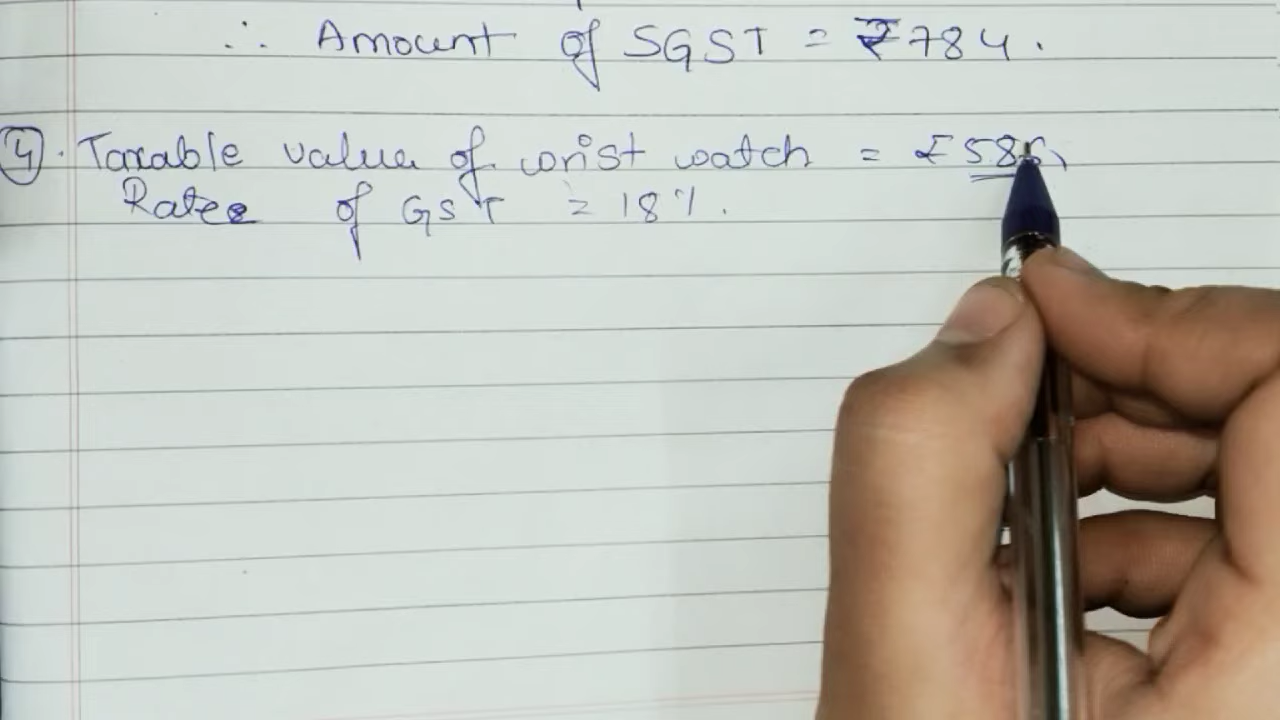 ∴ Amount of SGST = ₹784.
4. Taxable value of wrist watch = ₹586
Rate of GST = 18%.